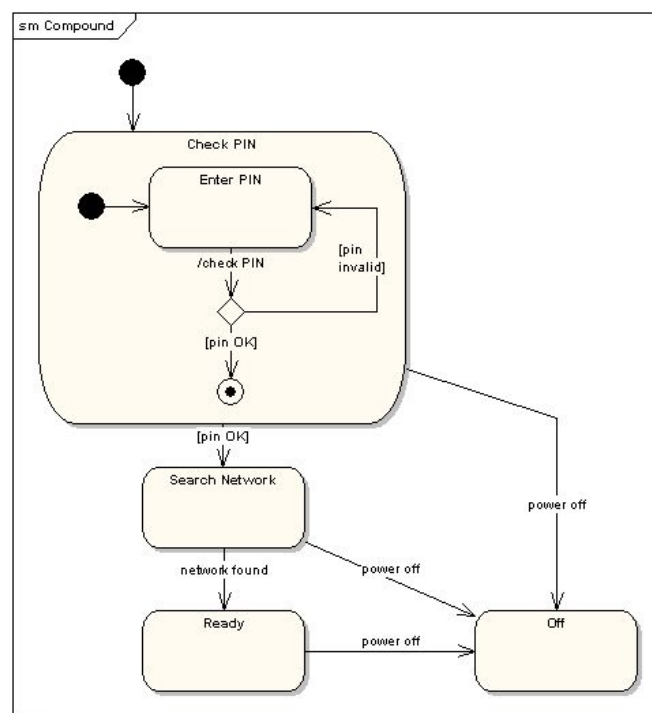 sm Compound
Check PIN
Enter PIN
/check PIN
[pin
invalid]
[pin OK]
[pin OK]
Search Network
power off
network found
power off
Ready
Off
power off